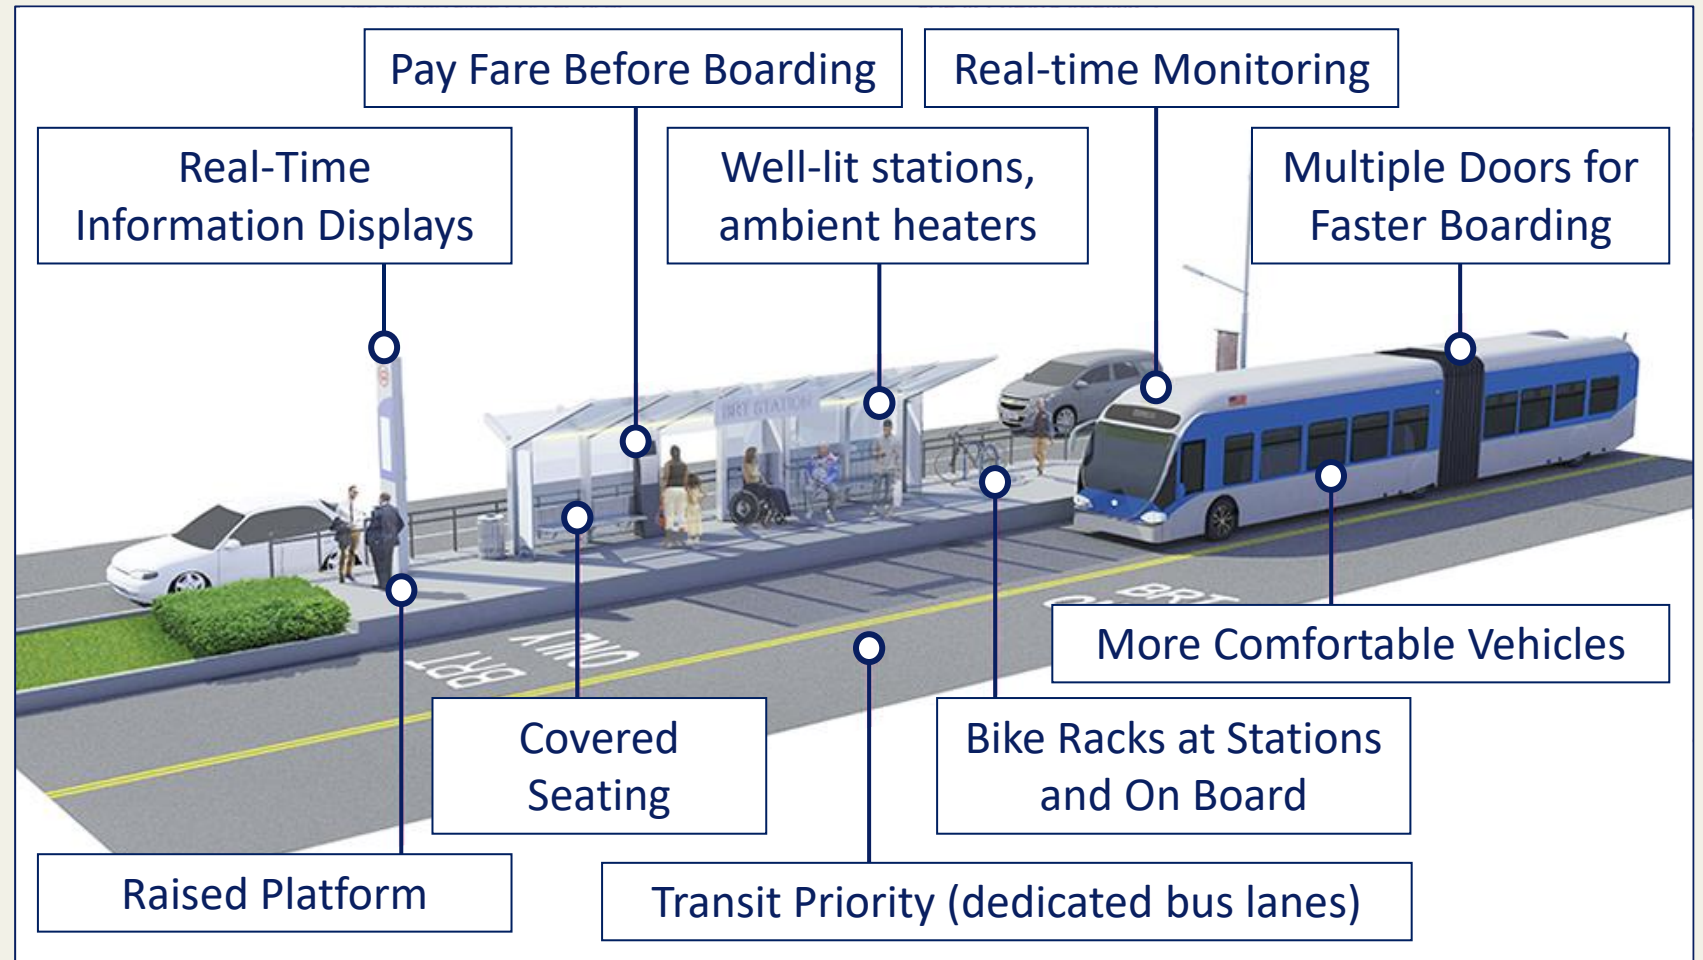 Pay Fare Before Boarding
Real-time Monitoring
Real-Time
Information Displays
Well-lit stations,
ambient heaters
Multiple Doors for
Faster Boarding
BRT STATION
BRT
ONLY
BRT
More Comfortable Vehicles
Covered
Seating
Bike Racks at Stations
and On Board
Raised Platform
Transit Priority (dedicated bus lanes)